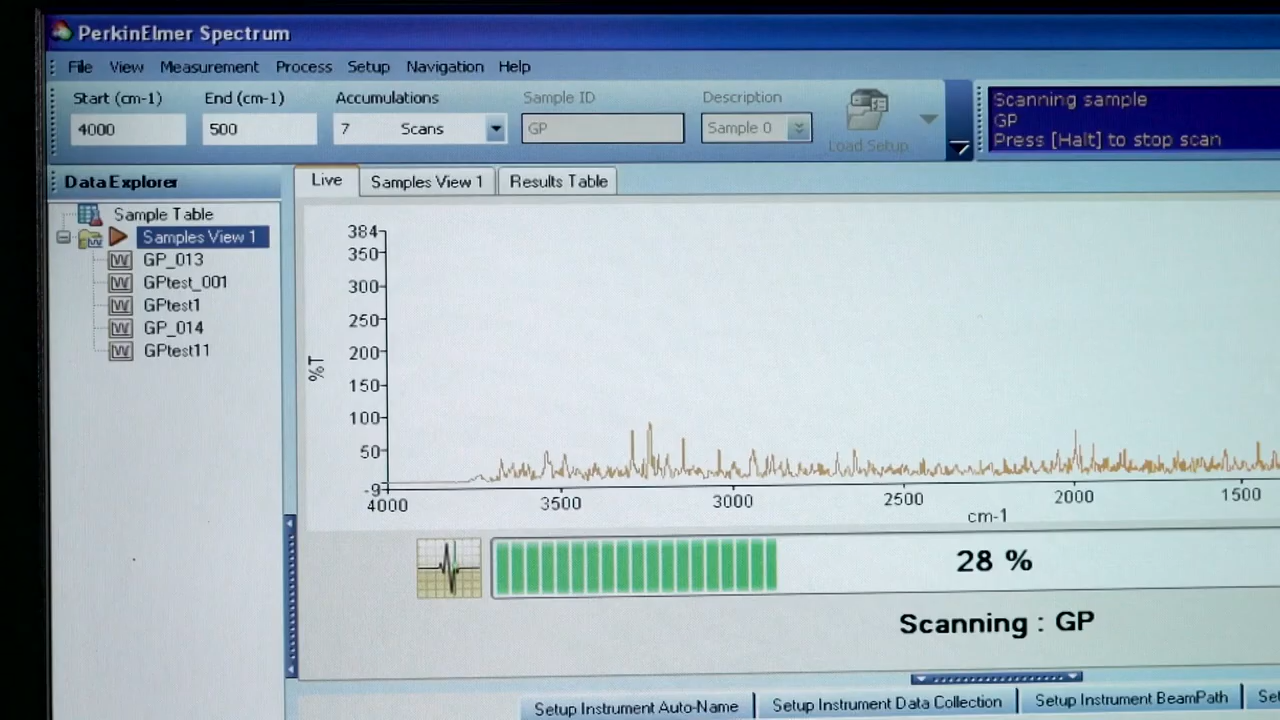 PerkinElmer Spectrum
File View Measurement Process Setup Navigation Help
Start (cm-1) End (cm-1) Accumulations Sample ID Description
4000 500 7 Scans GP Sample 0
Load Setup
Scanning sample
GP
Press [Halt] to stop scan
Data Explorer
Live Samples View 1 Results Table
Sample Table
Samples View 1
GP_013
GPtest_001
GPtest1
GP_014
GPtest11
384
350
300
250
200
150
100
50
-9
%T
4000 3500 3000 2500 2000 1500
cm-1
28 %
Scanning : GP
Setup Instrument Auto-Name Setup Instrument Data Collection Setup Instrument BeamPath